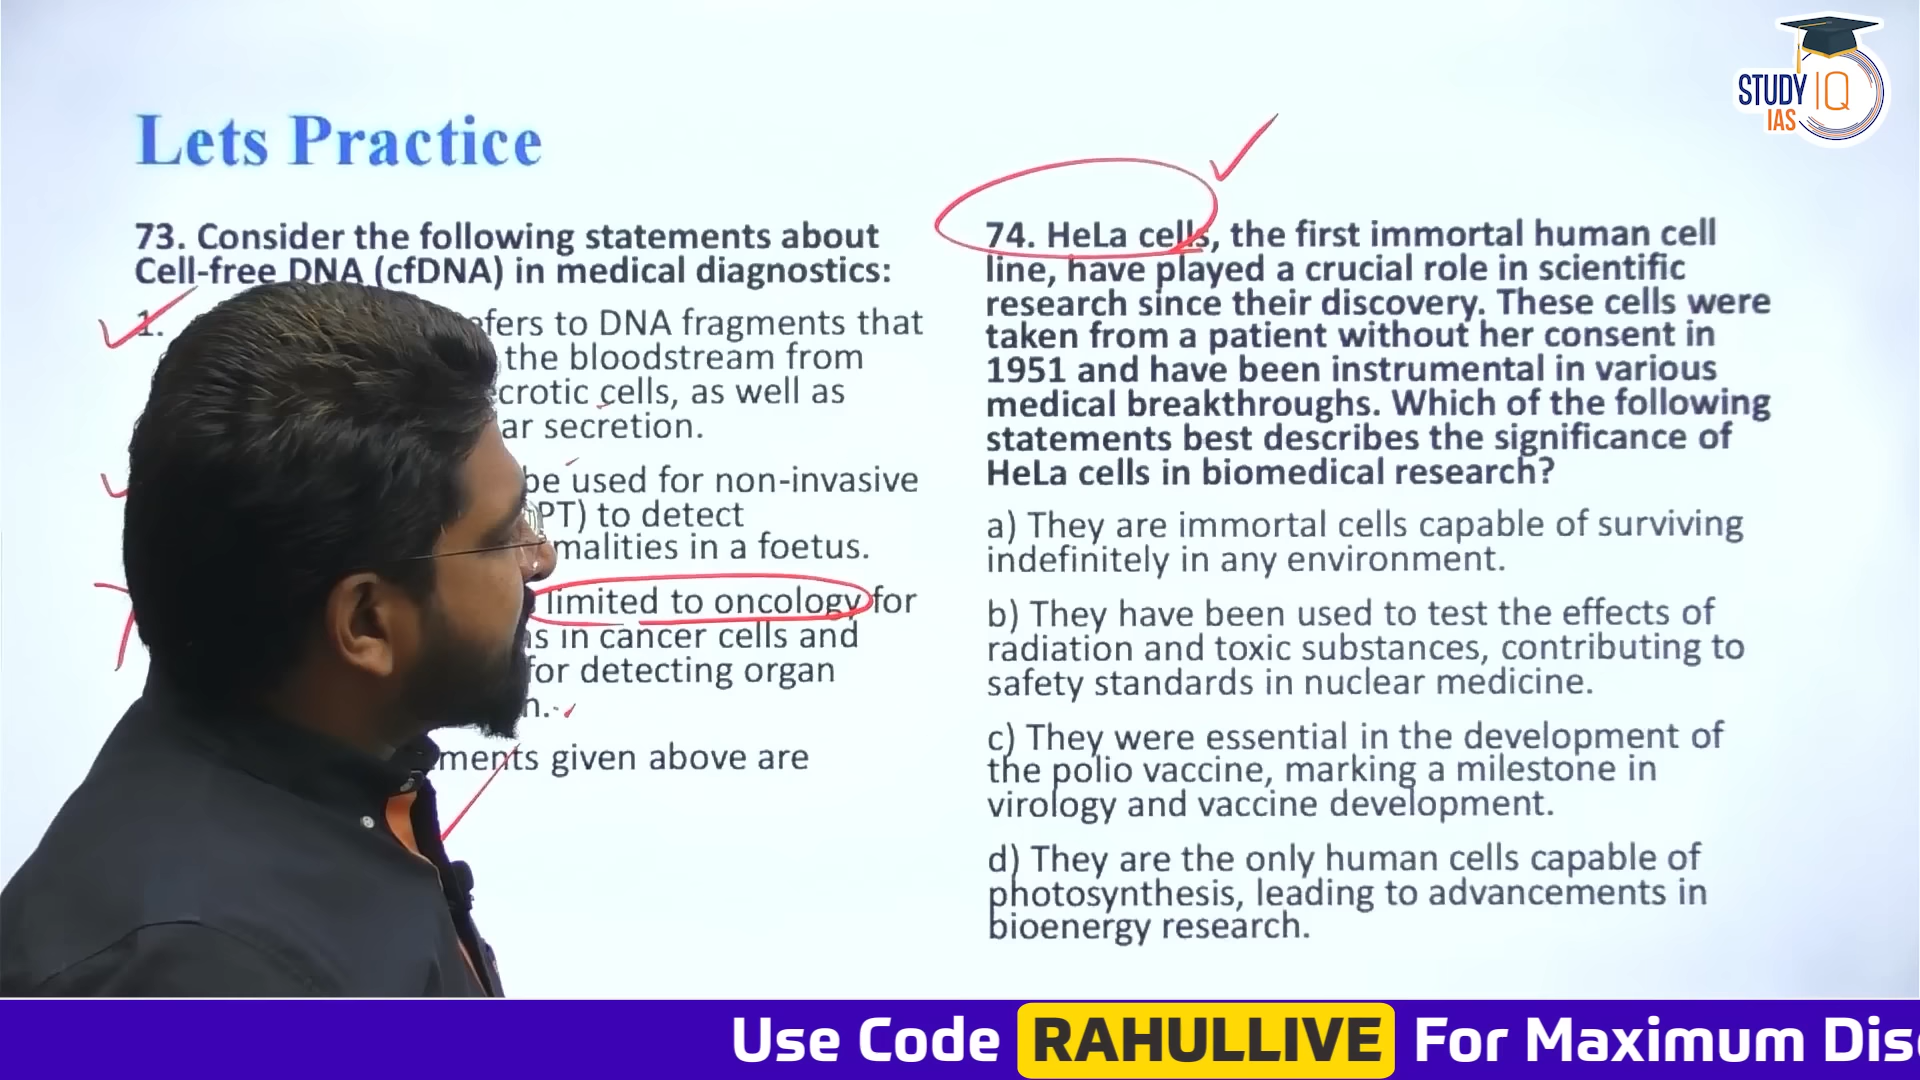 STUDY IQ
IAS
Lets Practice
73. Consider the following statements about
Cell-free DNA (cfDNA) in medical diagnostics:
1. refers to DNA fragments that
the bloodstream from
cells, as well as
secretion.
be used for non-invasive
to detect
in a foetus.
limited to oncology for
in cancer cells and
for detecting organ
given above are
74. HeLa cells, the first immortal human cell
line, have played a crucial role in scientific
research since their discovery. These cells were
taken from a patient without her consent in
1951 and have been instrumental in various
medical breakthroughs. Which of the following
statements best describes the significance of
HeLa cells in biomedical research?
a) They are immortal cells capable of surviving
indefinitely in any environment.
b) They have been used to test the effects of
radiation and toxic substances, contributing to
safety standards in nuclear medicine.
c) They were essential in the development of
the polio vaccine, marking a milestone in
virology and vaccine development.
d) They are the only human cells capable of
photosynthesis, leading to advancements in
bioenergy research.
Use Code RAHULLIVE For Maximum Dis